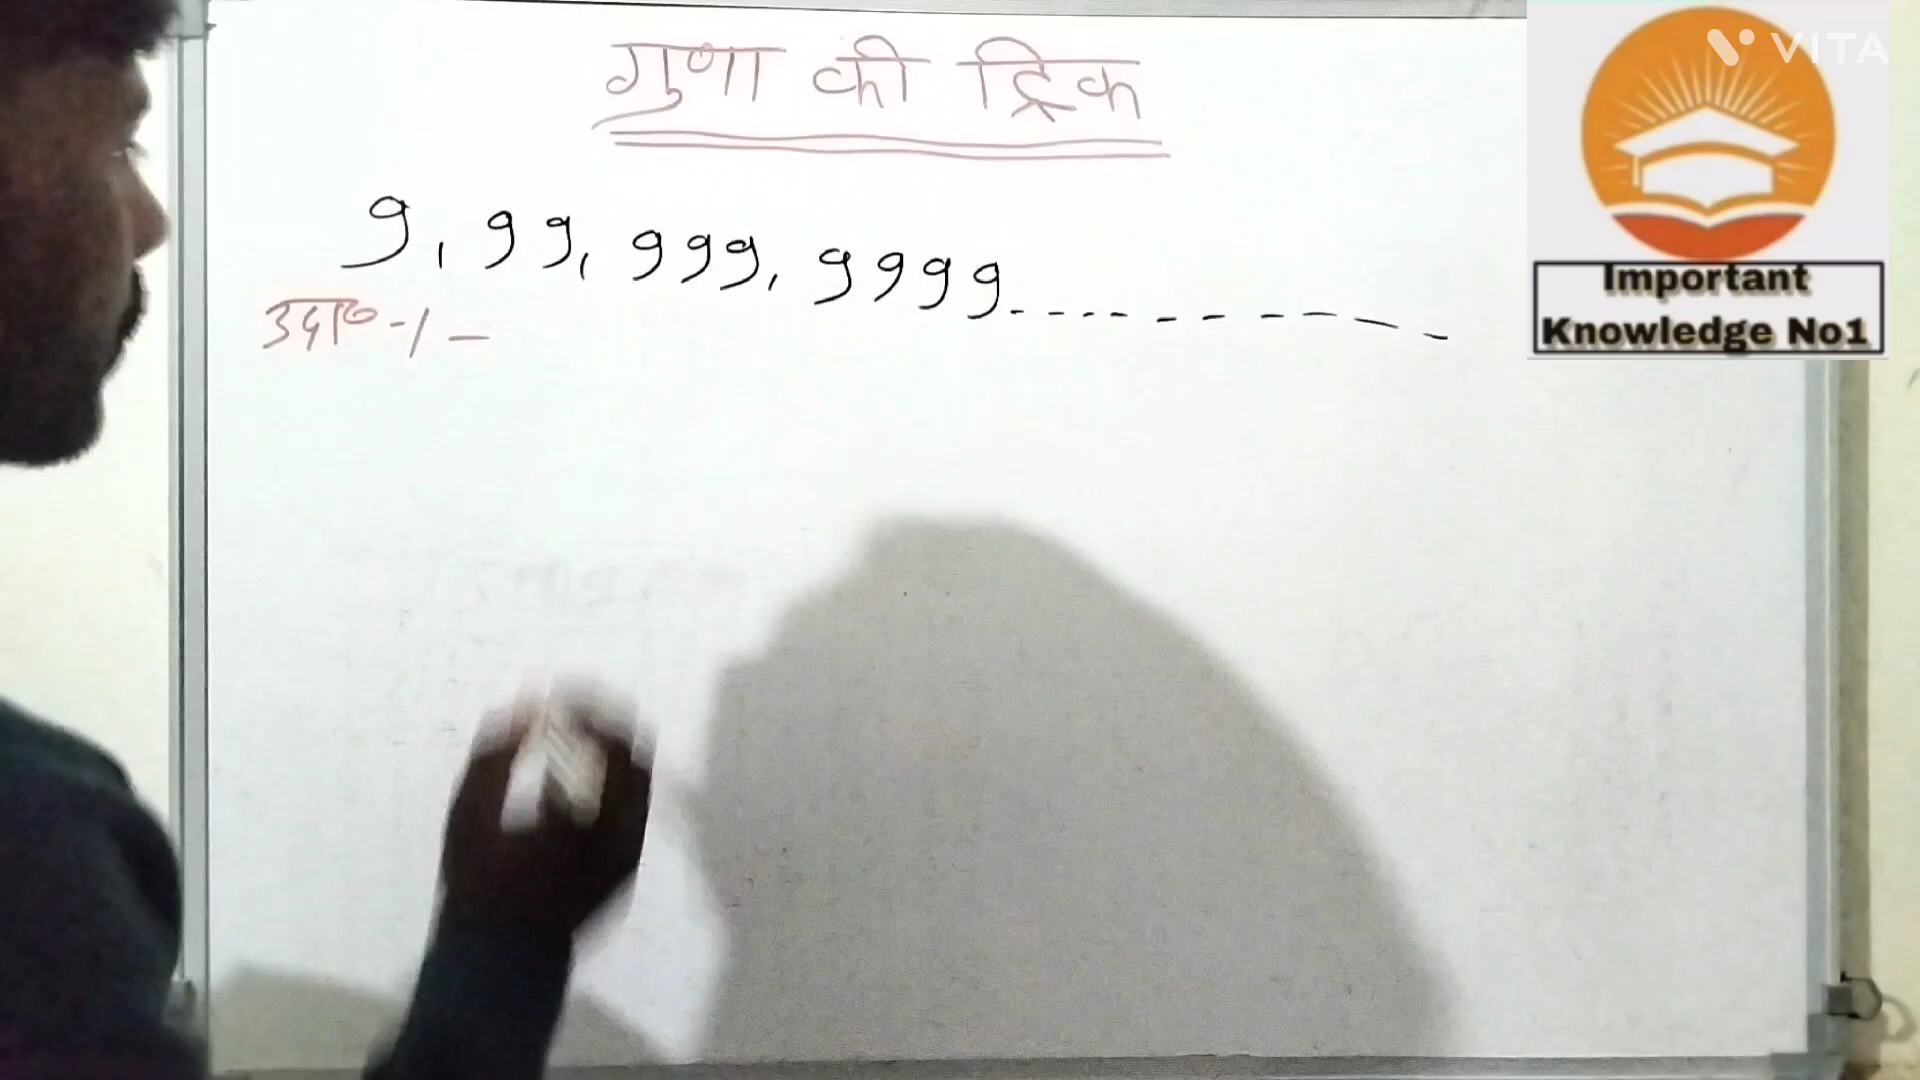 गुणा की ट्रिक
9, 99, 999, 9999..... - - - - - -
उदा० -1 -
VITA
Important
Knowledge No1